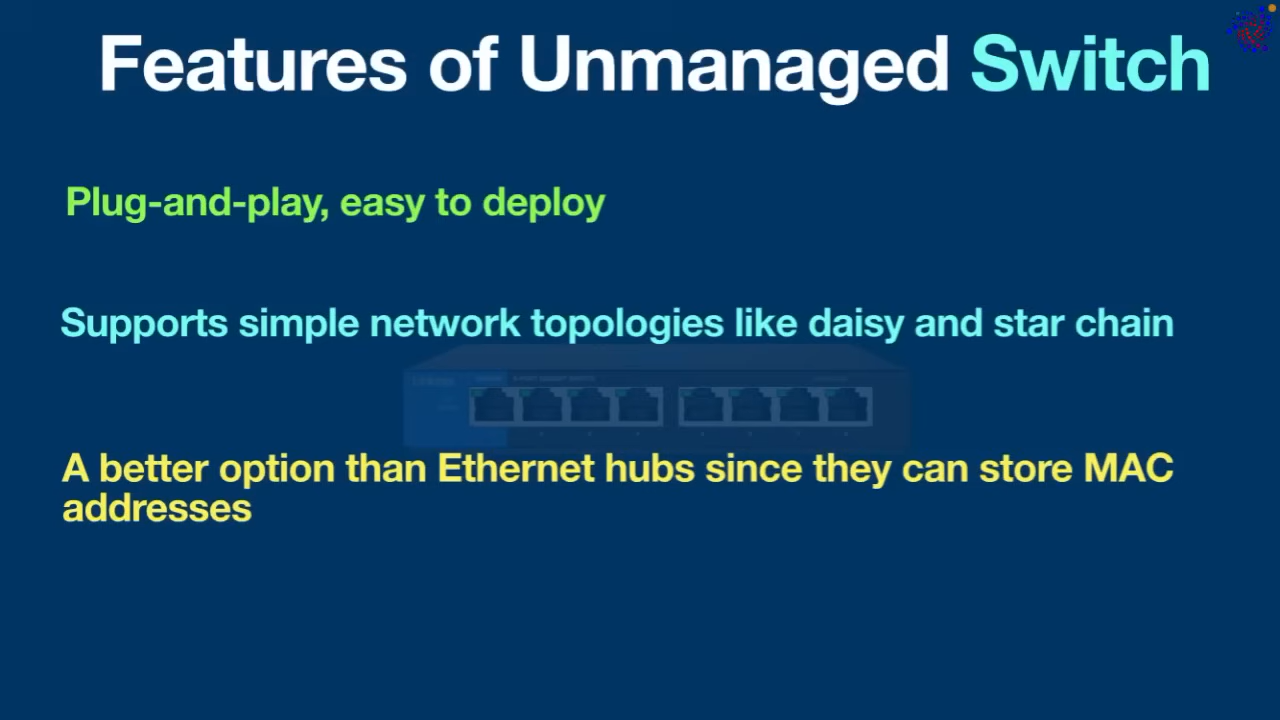 Features of Unmanaged Switch
Plug-and-play, easy to deploy
Supports simple network topologies like daisy and star chain
A better option than Ethernet hubs since they can store MAC
addresses